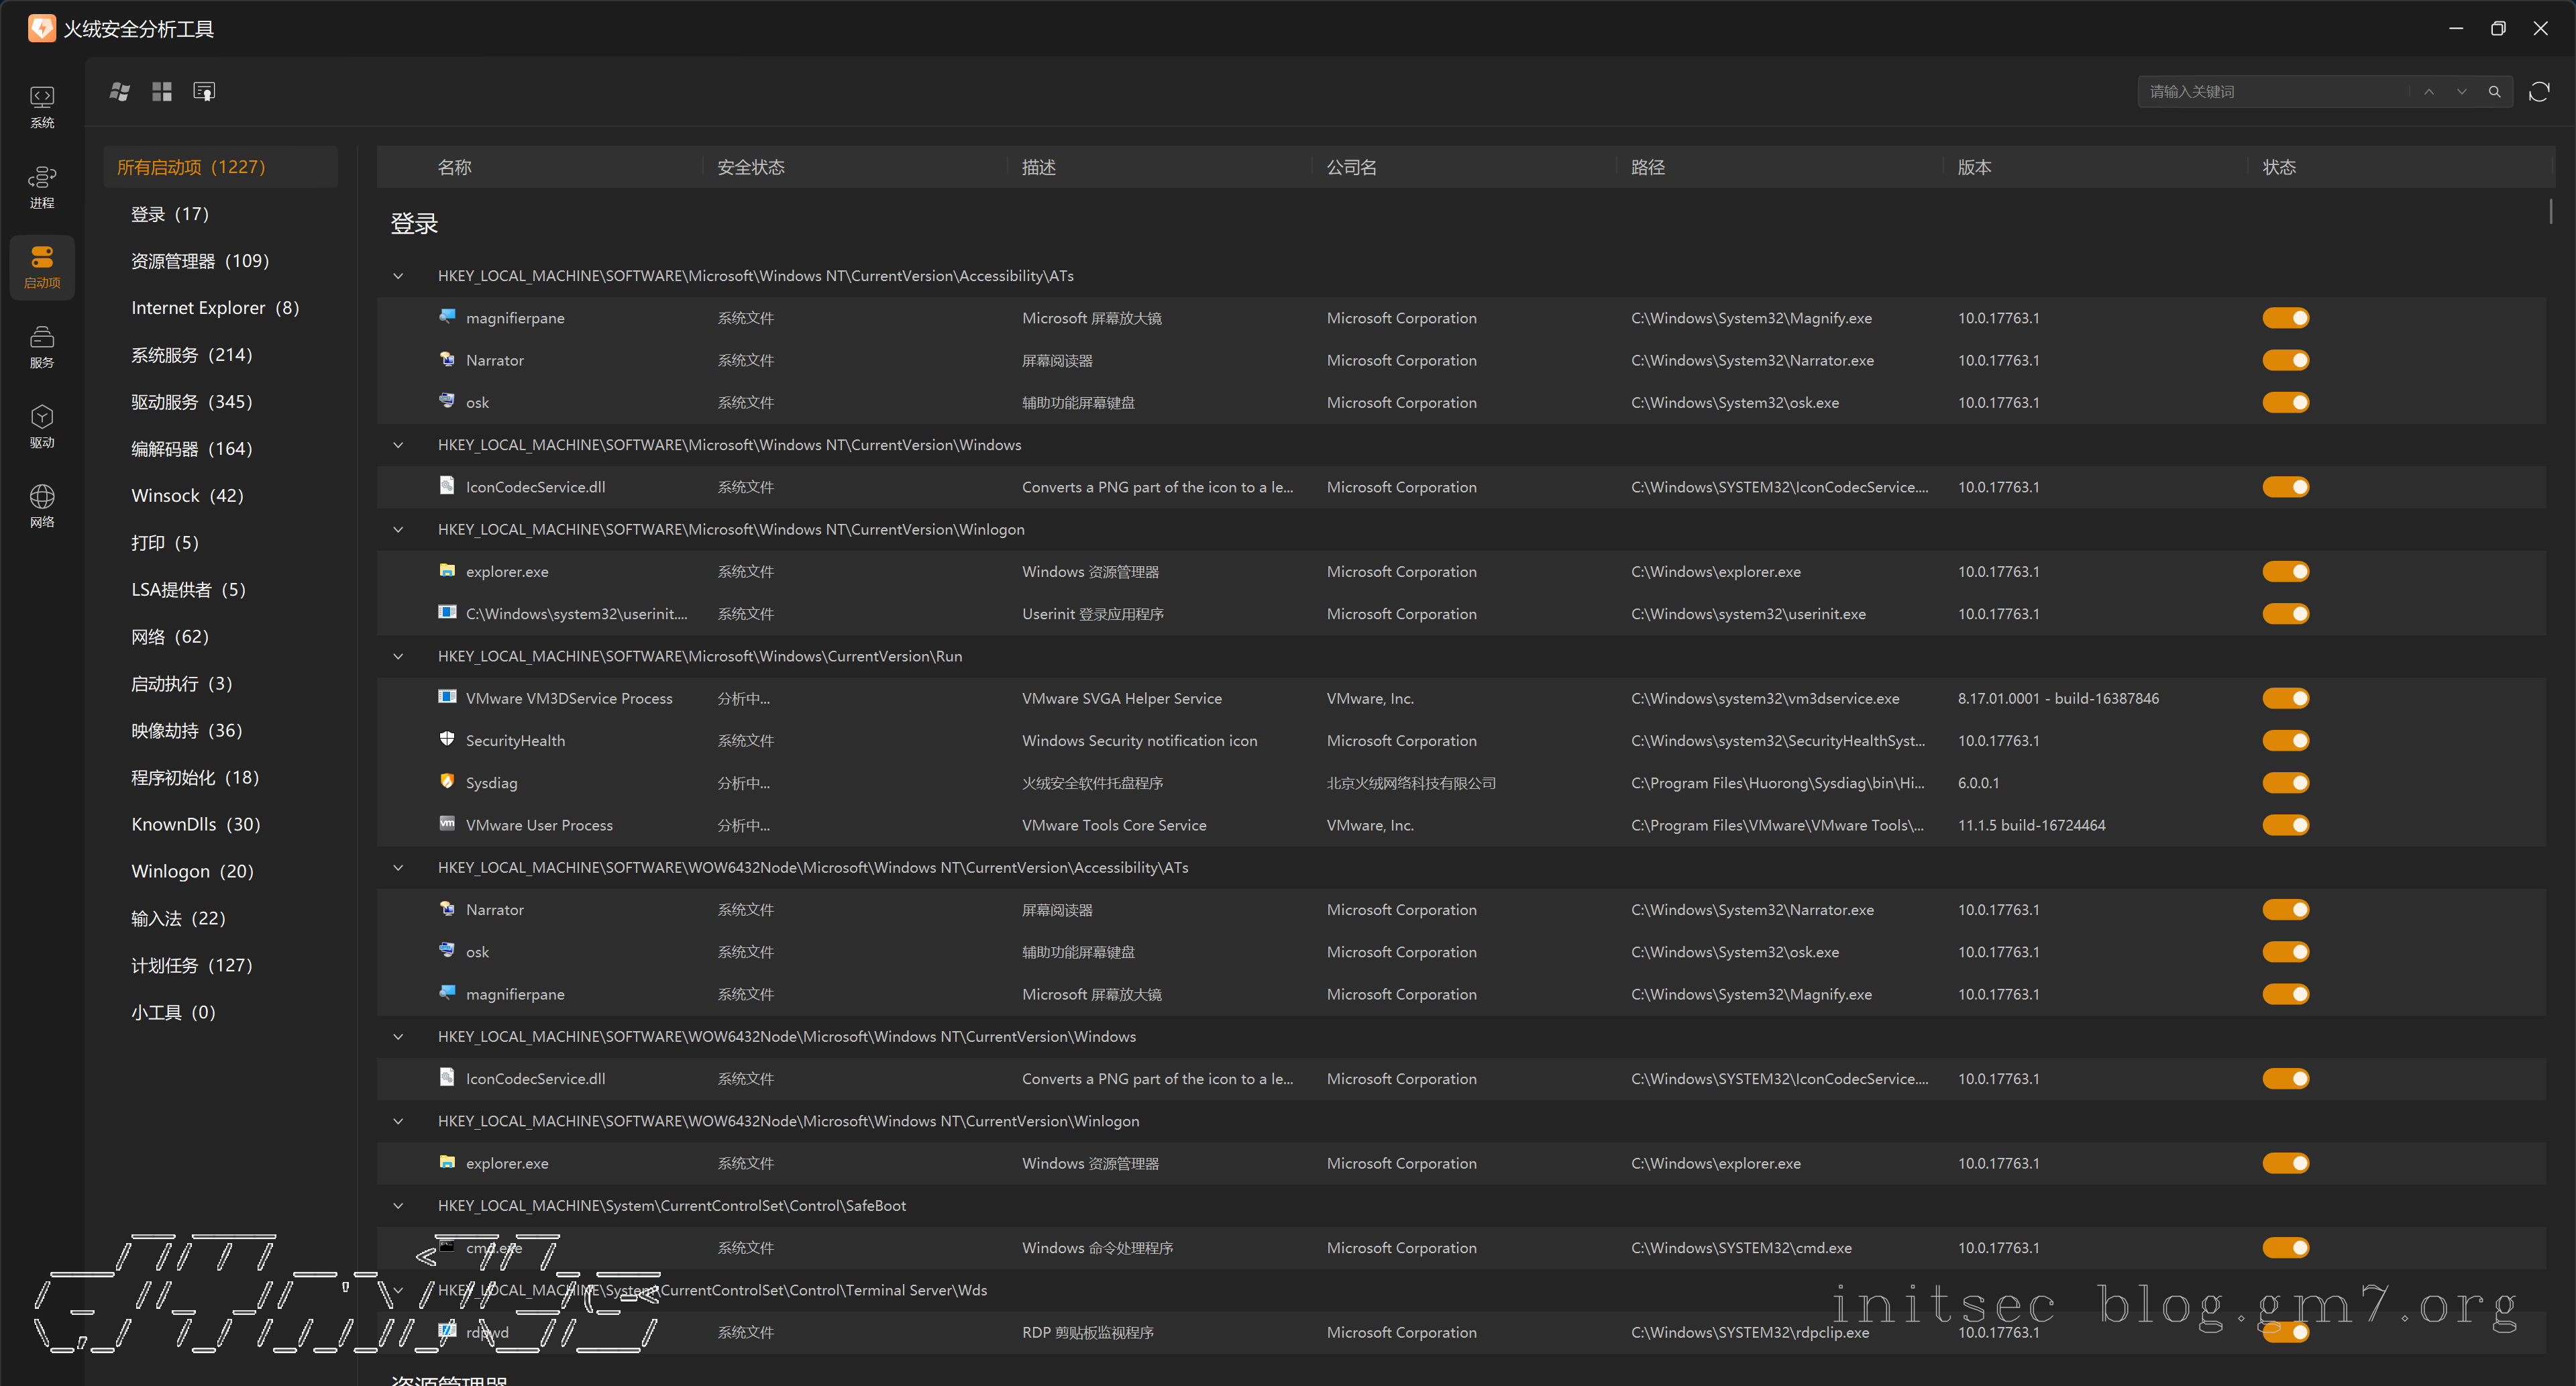 火绒安全分析工具
系统
进程
启动项
服务
驱动
网络
请输入关键词
所有启动项（1227）
登录（17）
资源管理器（109）
Internet Explorer（8）
系统服务（214）
驱动服务（345）
编解码器（164）
Winsock（42）
打印（5）
LSA提供者（5）
网络（62）
启动执行（3）
映像劫持（36）
程序初始化（18）
KnownDlls（30）
Winlogon（20）
输入法（22）
计划任务（127）
小工具（0）
名称 安全状态 描述 公司名 路径 版本 状态
登录
HKEY_LOCAL_MACHINE\SOFTWARE\Microsoft\Windows NT\CurrentVersion\Accessibility\ATs
magnifierpane 系统文件 Microsoft 屏幕放大镜 Microsoft Corporation C:\Windows\System32\Magnify.exe 10.0.17763.1
Narrator 系统文件 屏幕阅读器 Microsoft Corporation C:\Windows\System32\Narrator.exe 10.0.17763.1
osk 系统文件 辅助功能屏幕键盘 Microsoft Corporation C:\Windows\System32\osk.exe 10.0.17763.1
HKEY_LOCAL_MACHINE\SOFTWARE\Microsoft\Windows NT\CurrentVersion\Windows
IconCodecService.dll 系统文件 Converts a PNG part of the icon to a le... Microsoft Corporation C:\Windows\SYSTEM32\IconCodecService.... 10.0.17763.1
HKEY_LOCAL_MACHINE\SOFTWARE\Microsoft\Windows NT\CurrentVersion\Winlogon
explorer.exe 系统文件 Windows 资源管理器 Microsoft Corporation C:\Windows\explorer.exe 10.0.17763.1
C:\Windows\system32\userinit.... 系统文件 Userinit 登录应用程序 Microsoft Corporation C:\Windows\system32\userinit.exe 10.0.17763.1
HKEY_LOCAL_MACHINE\SOFTWARE\Microsoft\Windows\CurrentVersion\Run
VMware VM3DService Process 分析中... VMware SVGA Helper Service VMware, Inc. C:\Windows\system32\vm3dservice.exe 8.17.01.0001 - build-16387846
SecurityHealth 系统文件 Windows Security notification icon Microsoft Corporation C:\Windows\system32\SecurityHealthSyst... 10.0.17763.1
Sysdiag 分析中... 火绒安全软件托盘程序 北京火绒网络科技有限公司 C:\Program Files\Huorong\Sysdiag\bin\Hi... 6.0.0.1
VMware User Process 分析中... VMware Tools Core Service VMware, Inc. C:\Program Files\VMware\VMware Tools\... 11.1.5 build-16724464
HKEY_LOCAL_MACHINE\SOFTWARE\WOW6432Node\Microsoft\Windows NT\CurrentVersion\Accessibility\ATs
Narrator 系统文件 屏幕阅读器 Microsoft Corporation C:\Windows\System32\Narrator.exe 10.0.17763.1
osk 系统文件 辅助功能屏幕键盘 Microsoft Corporation C:\Windows\System32\osk.exe 10.0.17763.1
magnifierpane 系统文件 Microsoft 屏幕放大镜 Microsoft Corporation C:\Windows\System32\Magnify.exe 10.0.17763.1
HKEY_LOCAL_MACHINE\SOFTWARE\WOW6432Node\Microsoft\Windows NT\CurrentVersion\Windows
IconCodecService.dll 系统文件 Converts a PNG part of the icon to a le... Microsoft Corporation C:\Windows\SYSTEM32\IconCodecService.... 10.0.17763.1
HKEY_LOCAL_MACHINE\SOFTWARE\WOW6432Node\Microsoft\Windows NT\CurrentVersion\Winlogon
explorer.exe 系统文件 Windows 资源管理器 Microsoft Corporation C:\Windows\explorer.exe 10.0.17763.1
HKEY_LOCAL_MACHINE\System\CurrentControlSet\Control\SafeBoot
cmd.exe 系统文件 Windows 命令处理程序 Microsoft Corporation C:\Windows\SYSTEM32\cmd.exe 10.0.17763.1
HKEY_LOCAL_MACHINE\System\CurrentControlSet\Control\Terminal Server\Wds
rdpwd 系统文件 RDP 剪贴板监视程序 Microsoft Corporation C:\Windows\SYSTEM32\rdpclip.exe 10.0.17763.1
资源管理器
initsec blog.gm7.org